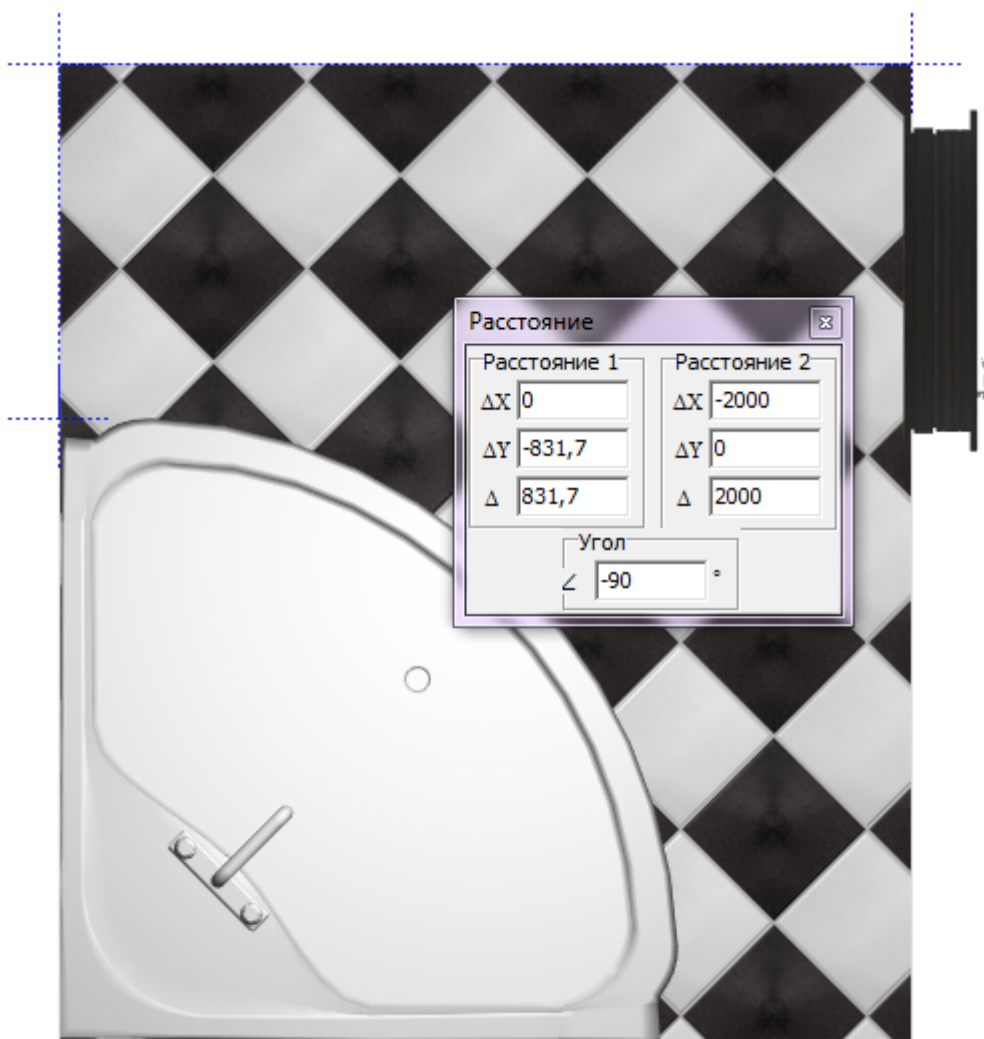 Расстояние
Расстояние 1
ΔX 0
ΔY -831,7
Δ 831,7
Расстояние 2
ΔX -2000
ΔY 0
Δ 2000
Угол
∠ -90 °